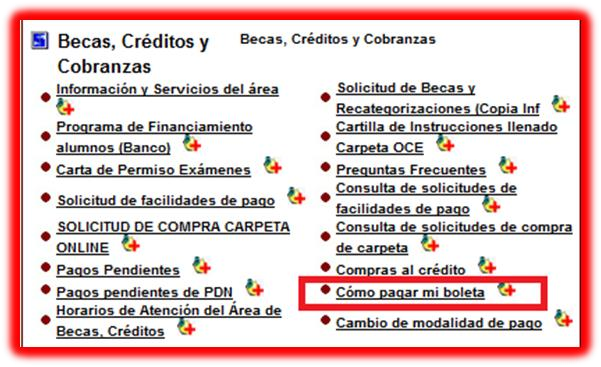 Becas, Créditos y
Cobranzas
Becas, Créditos y Cobranzas
Información y Servicios del área
Programa de Financiamiento
alumnos (Banco)
Carta de Permiso Exámenes
Solicitud de facilidades de pago
SOLICITUD DE COMPRA CARPETA
ONLINE
Pagos Pendientes
Pagos pendientes de PDN
Horarios de Atención del Área de
Becas, Créditos
Solicitud de Becas y
Recategorizaciones (Copia Inf
Cartilla de Instrucciones llenado
Carpeta OCE
Preguntas Frecuentes
Consulta de solicitudes de
facilidades de pago
Consulta de solicitudes de compra
de carpeta
Compras al crédito
Cómo pagar mi boleta
Cambio de modalidad de pago